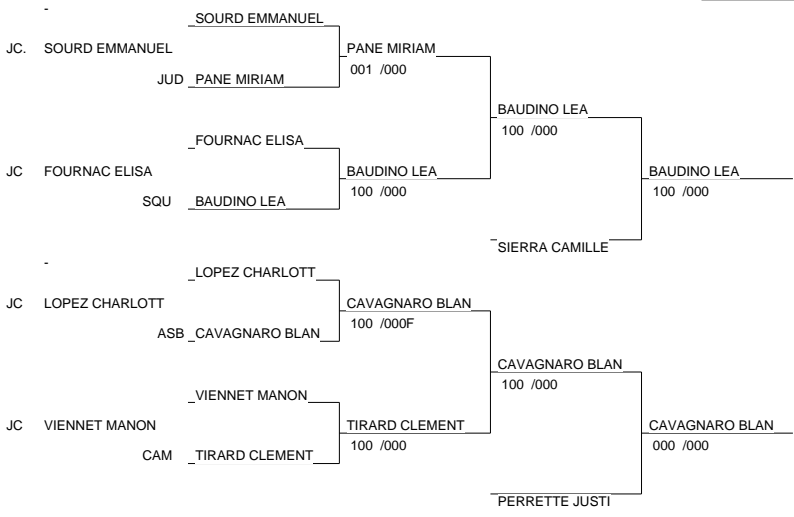 -
SOURD EMMANUEL
JC. SOURD EMMANUEL PANE MIRIAM
001 /000
JUD PANE MIRIAM
BAUDINO LEA
100 /000
FOURNAC ELISA
JC FOURNAC ELISA BAUDINO LEA BAUDINO LEA
100 /000 100 /000
SQU BAUDINO LEA
SIERRA CAMILLE
-
LOPEZ CHARLOTT
JC LOPEZ CHARLOTT CAVAGNARO BLAN
100 /000F
ASB CAVAGNARO BLAN
CAVAGNARO BLAN
100 /000
VIENNET MANON
JC VIENNET MANON TIRARD CLEMENT CAVAGNARO BLAN
100 /000 000 /000
CAM TIRARD CLEMENT
PERRETTE JUSTI